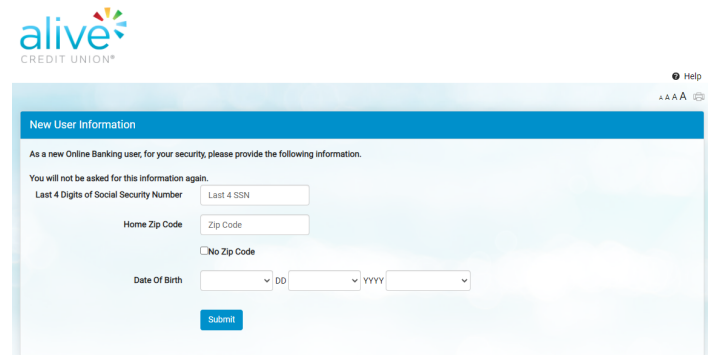 alive
CREDIT UNION®
Help
A A A A
New User Information
As a new Online Banking user, for your security, please provide the following information.
You will not be asked for this information again.
Last 4 Digits of Social Security Number Last 4 SSN
Home Zip Code Zip Code
No Zip Code
Date Of Birth DD YYYY
Submit